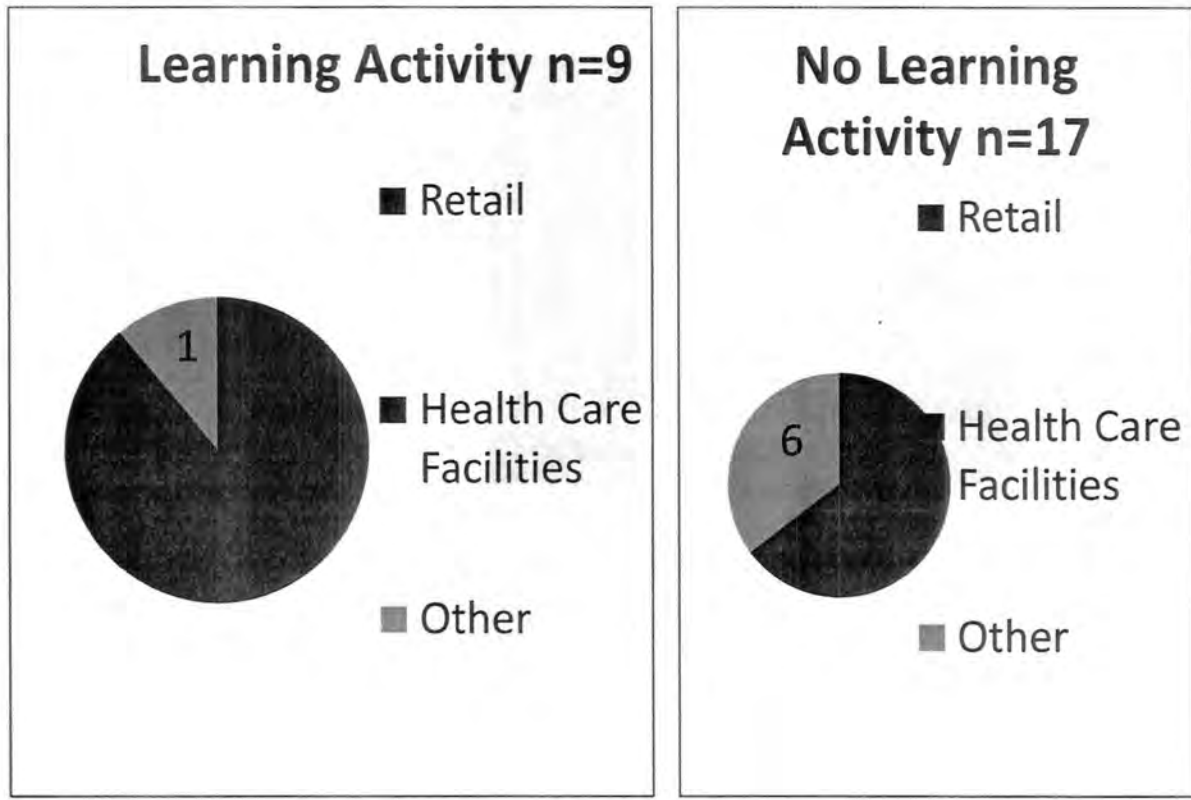 Learning Activity n=9
Retail
1
Health Care
Facilities
Other
No Learning
Activity n=17
Retail
6
Health Care
Facilities
Other